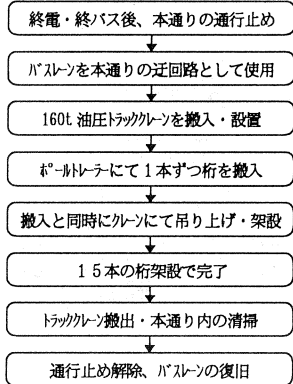 終電・終バス後、本通りの通行止め
バスレーンを本通りの迂回路として使用
160t 油圧トラッククレーンを搬入・設置
ポールトレーラーにて1本ずつ桁を搬入
搬入と同時にクレーンにて吊り上げ・架設
15本の桁架設で完了
トラッククレーン搬出・本通り内の清掃
通行止め解除、バスレーンの復旧